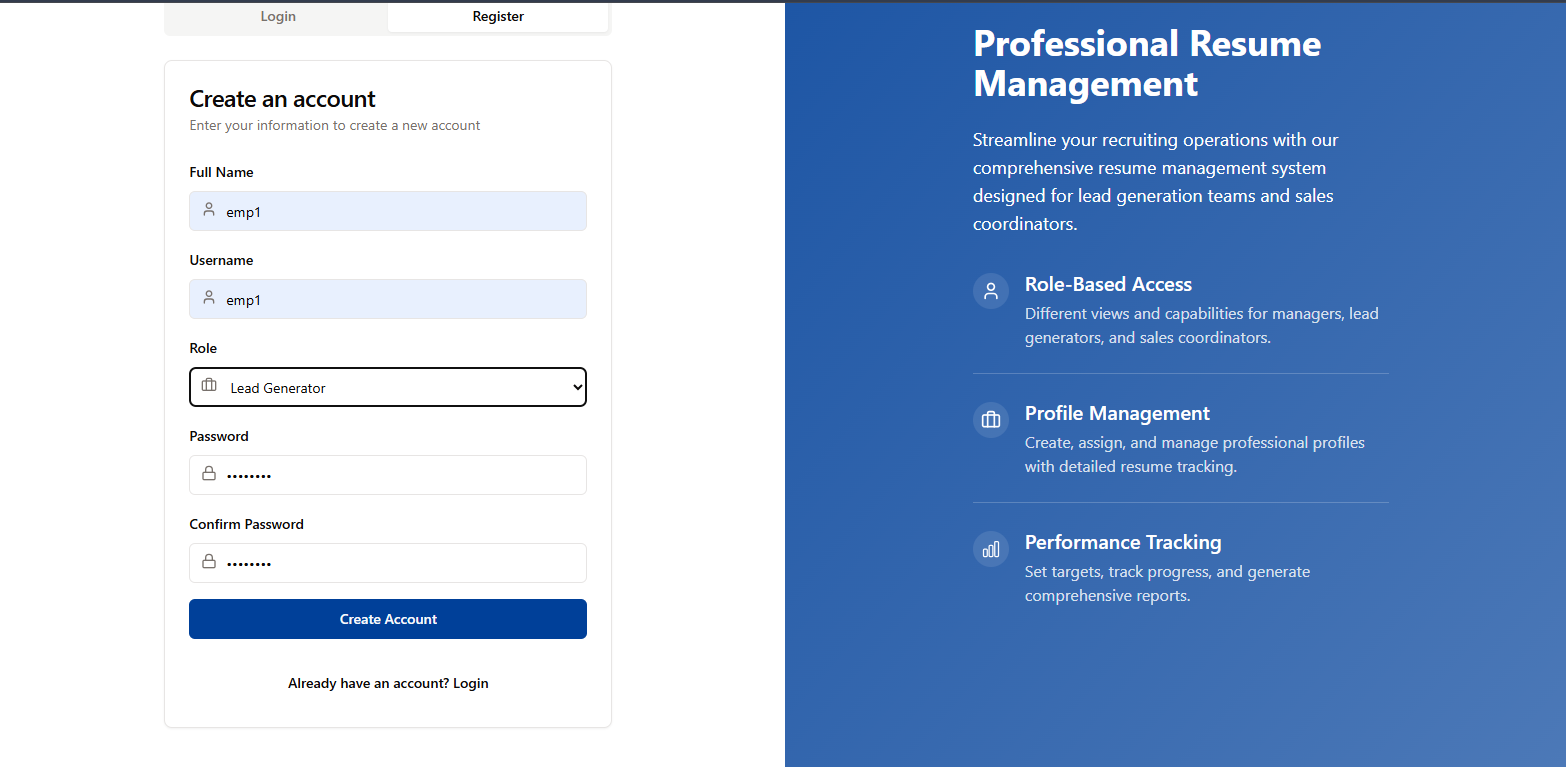 Login
Register
Create an account
Enter your information to create a new account
Full Name
emp1
Username
emp1
Role
Lead Generator
Password
••••••••
Confirm Password
••••••••
Create Account
Already have an account? Login
Professional Resume
Management
Streamline your recruiting operations with our
comprehensive resume management system
designed for lead generation teams and sales
coordinators.
Role-Based Access
Different views and capabilities for managers, lead
generators, and sales coordinators.
Profile Management
Create, assign, and manage professional profiles
with detailed resume tracking.
Performance Tracking
Set targets, track progress, and generate
comprehensive reports.